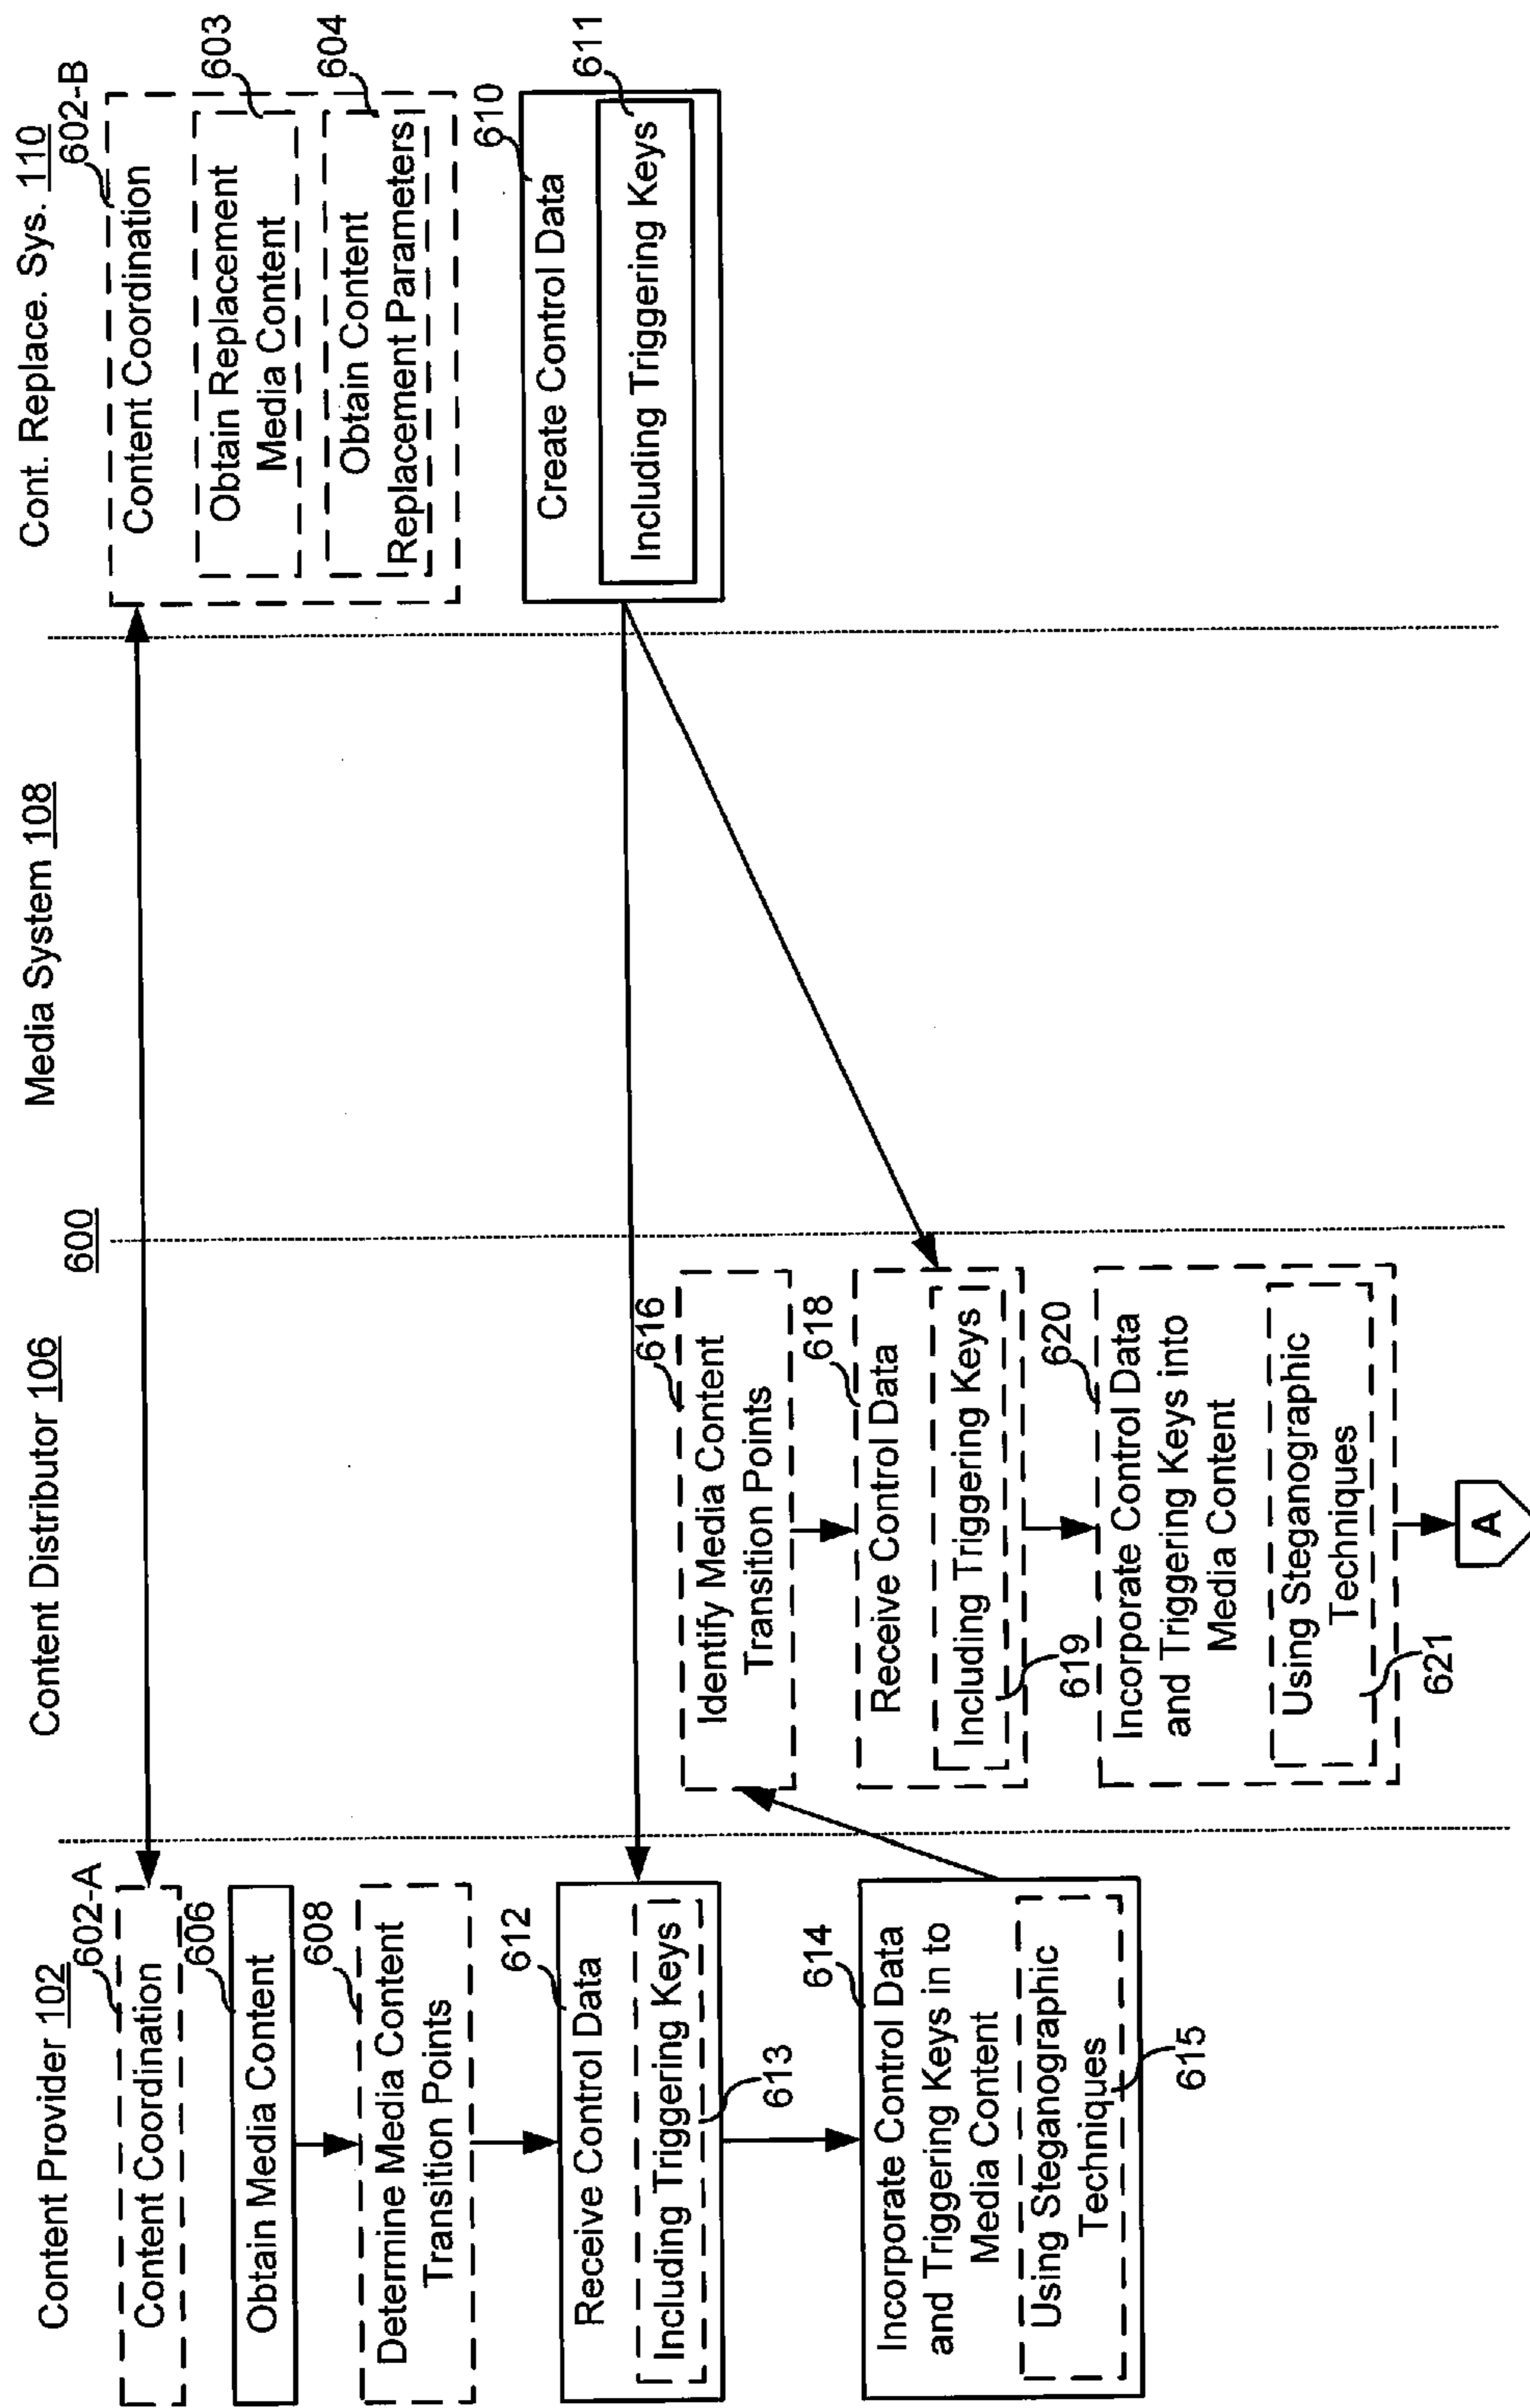 600
Content Provider 102
Content Distributor 106
Media System 108
Cont. Replace. Sys. 110
602-A
Content Coordination
606
Obtain Media Content
608
Determine Media Content
Transition Points
612
Receive Control Data
Including Triggering Keys
613
614
Incorporate Control Data
and Triggering Keys in to
Media Content
Using Steganographic
Techniques
615
616
Identify Media Content
Transition Points
618
Receive Control Data
Including Triggering Keys
619
620
Incorporate Control Data
and Triggering Keys into
Media Content
Using Steganographic
Techniques
621
A
602-B
Content Coordination
603
Obtain Replacement
Media Content
604
Obtain Content
Replacement Parameters
610
Create Control Data
611
Including Triggering Keys